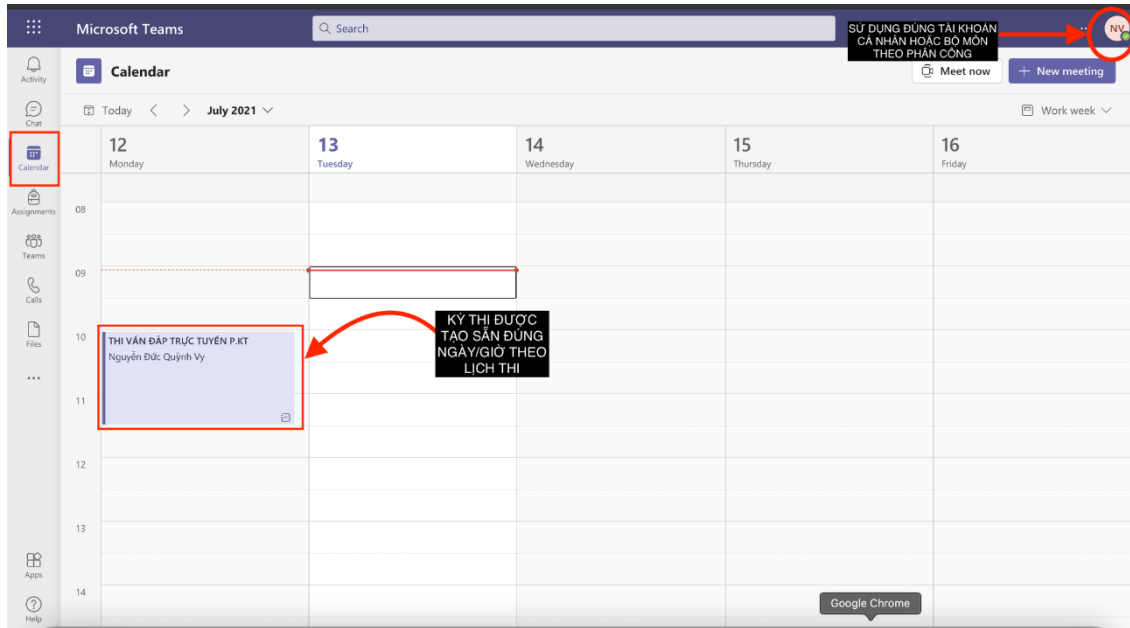 Microsoft Teams
Search
SỬ DỤNG ĐÚNG TÀI KHOẢN
CÁ NHÂN HOẶC BỘ MÔN
THEO PHÂN CÔNG
NV
Activity
Calendar
Meet now
New meeting
Chat
Today
July 2021
Work week
Calendar
12
Monday
13
Tuesday
14
Wednesday
15
Thursday
16
Friday
Assignments
08
Teams
09
Calls
Files
10
THI VẤN ĐÁP TRỰC TUYẾN P.KT
Nguyễn Đức Quỳnh Vy
KỲ THI ĐƯỢC
TẠO SẴN ĐÚNG
NGÀY/GIỜ THEO
LỊCH THI
11
12
13
Apps
14
Help
Google Chrome